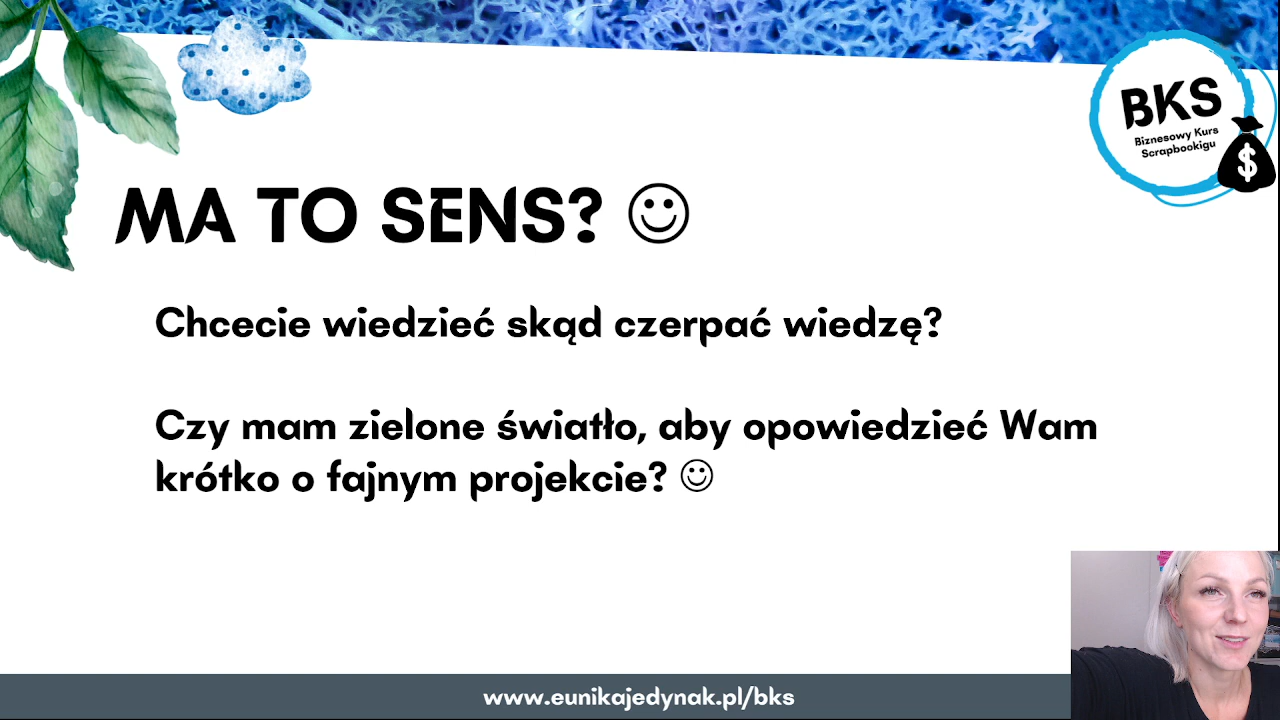 BKS
Biznesowy Kurs
Scrapbookigu
$
MA TO SENS? ☺
Chcecie wiedzieć skąd czerpać wiedzę?
Czy mam zielone światło, aby opowiedzieć Wam
krótko o fajnym projekcie? ☺
www.eunikajedynak.pl/bks